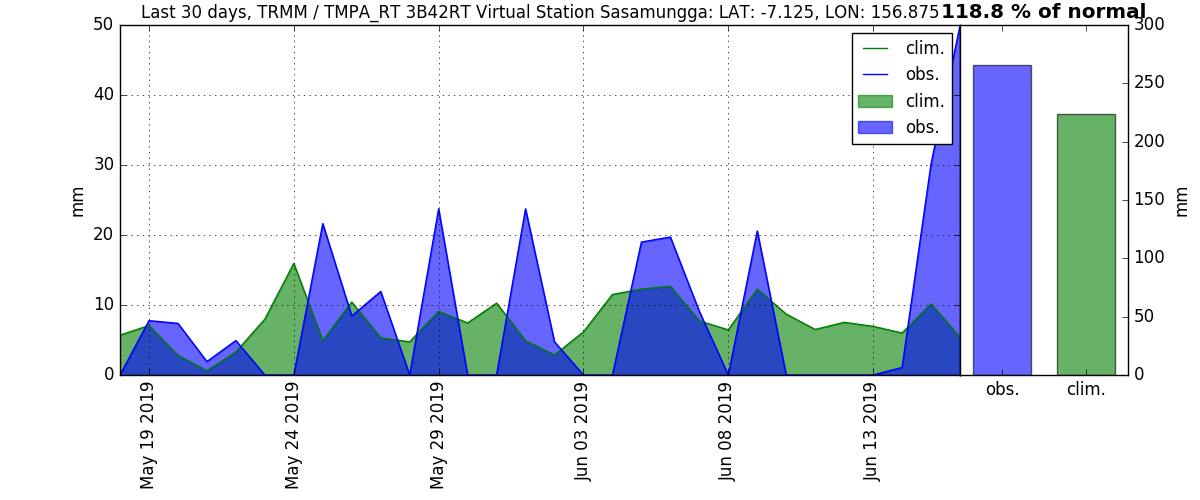 Last 30 days, TRMM / TMPA_RT 3B42RT Virtual Station Sasamungga: LAT: -7.125, LON: 156.875
118.8 % of normal
50
40
30
20
10
0
mm
clim.
obs.
clim.
obs.
300
250
200
150
100
50
0
mm
May 19 2019
May 24 2019
May 29 2019
Jun 03 2019
Jun 08 2019
Jun 13 2019
obs.
clim.